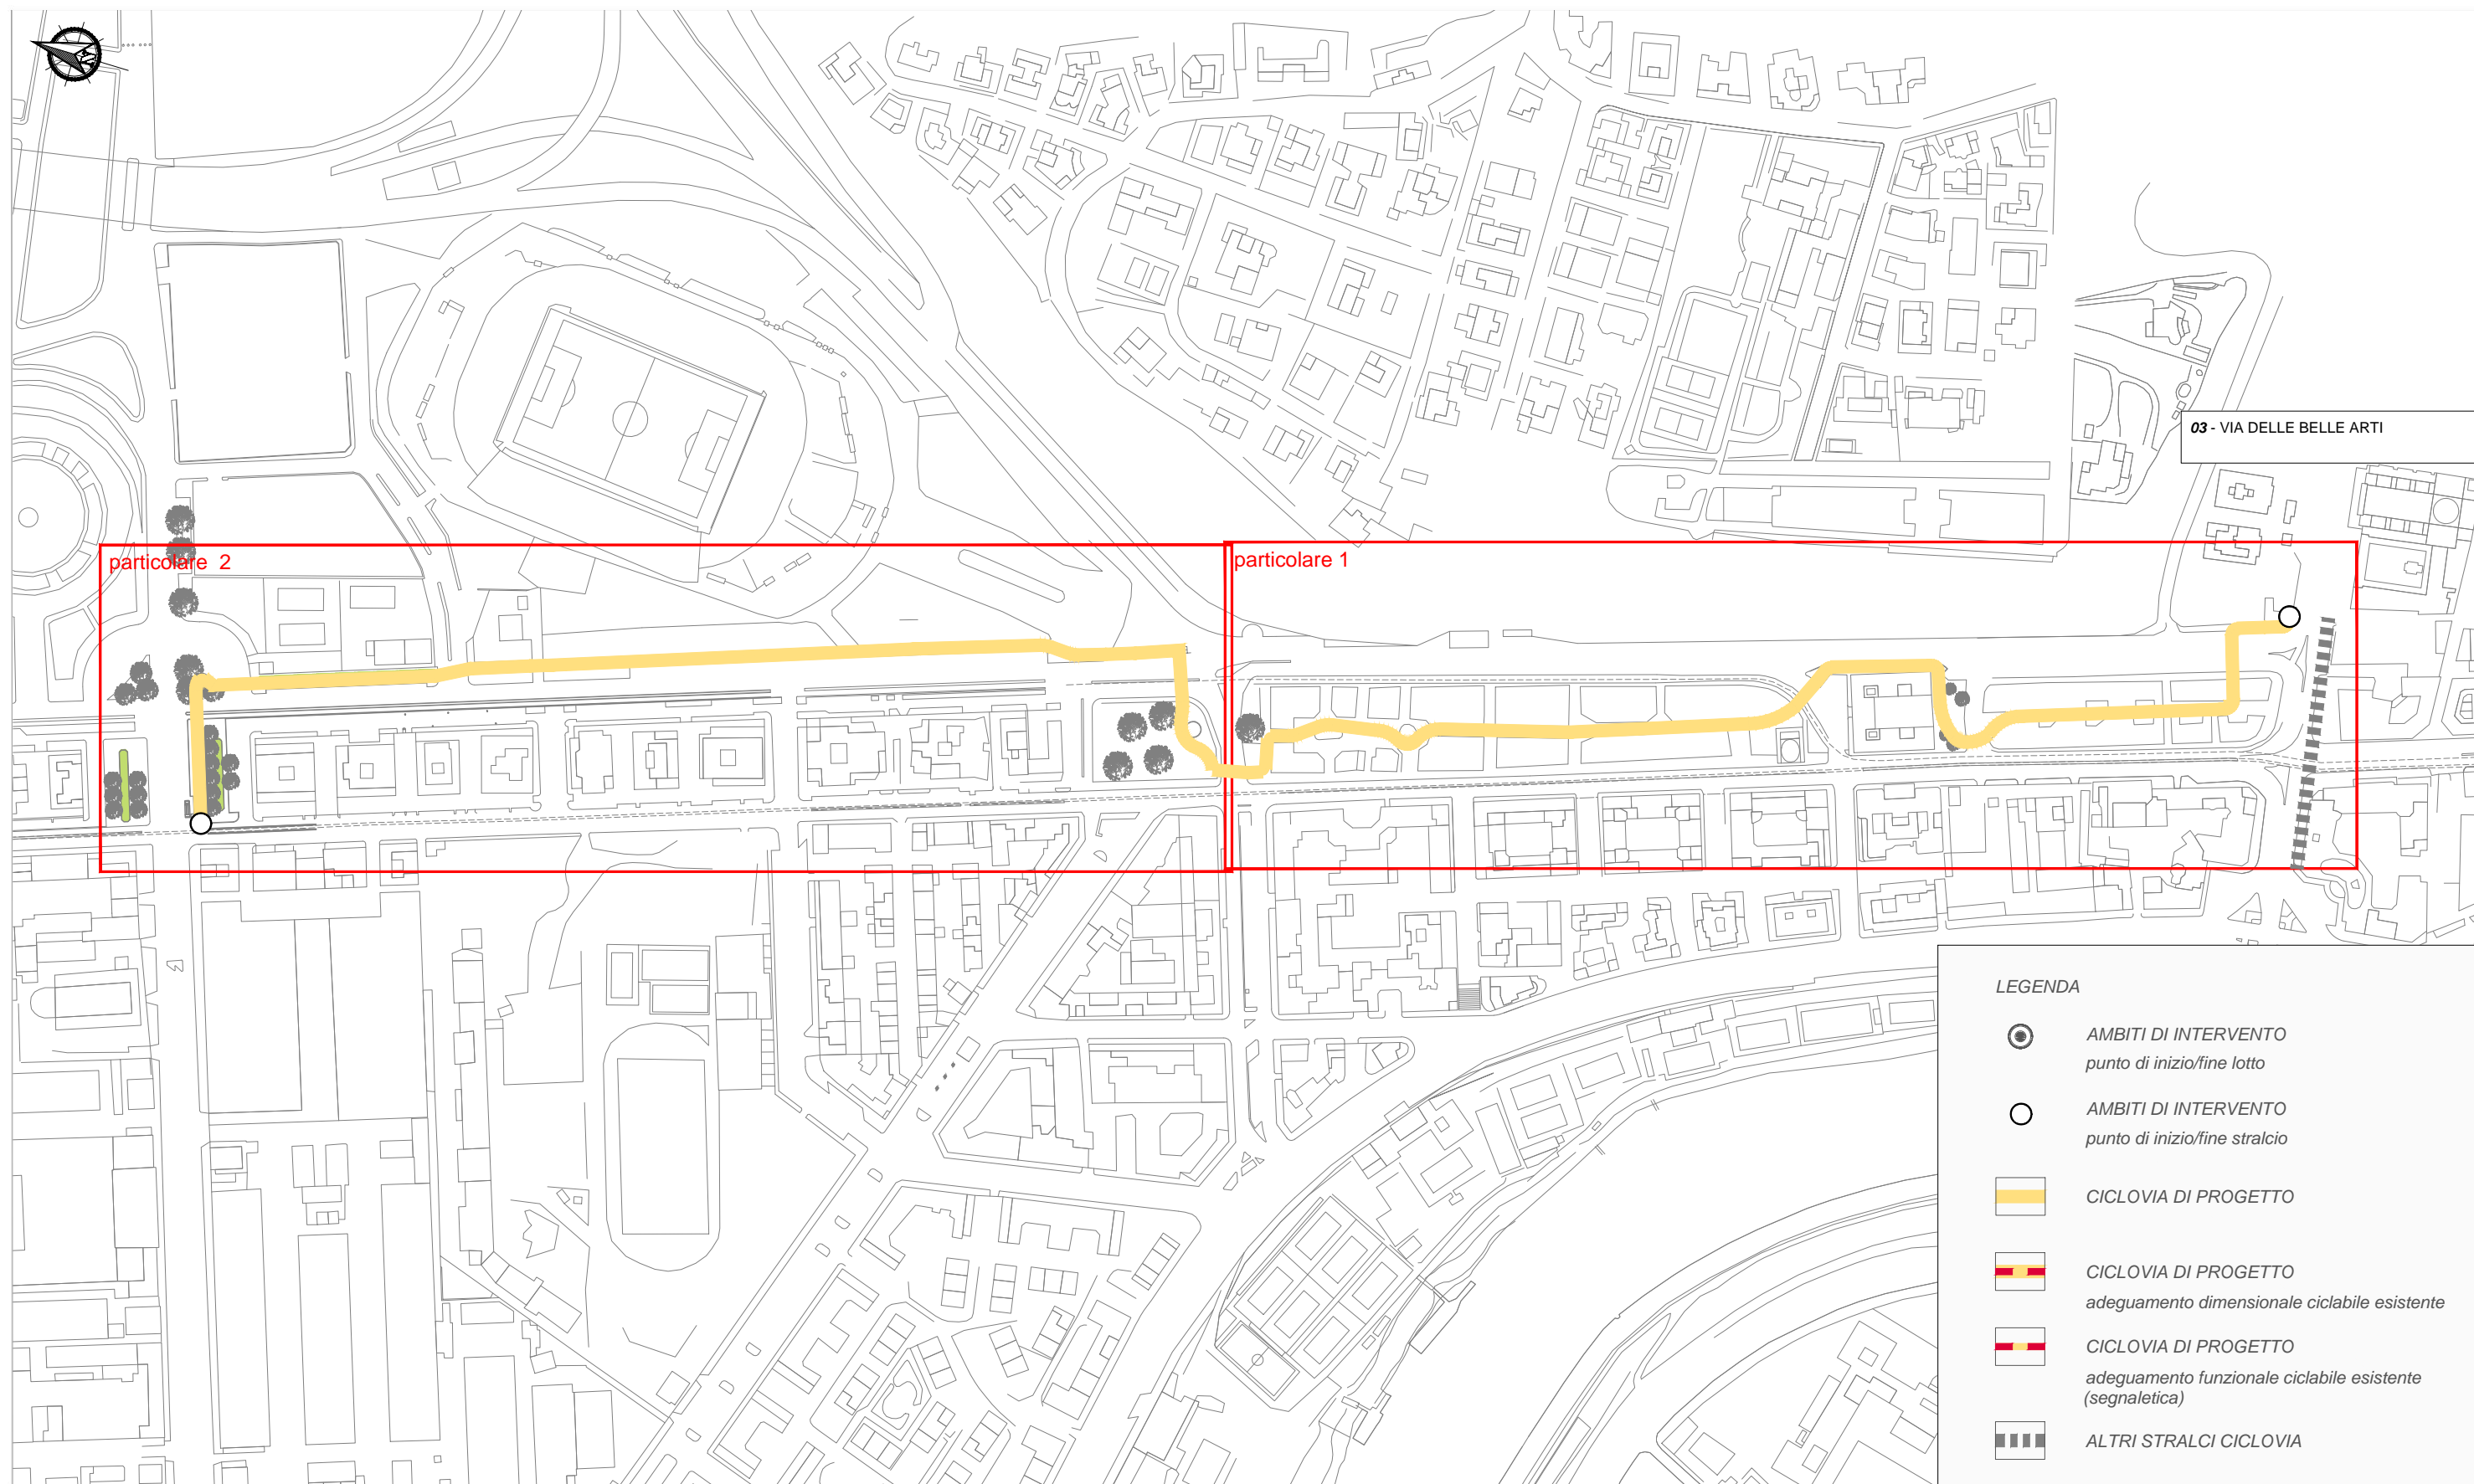 03 - VIA DELLE BELLE ARTI
particolare 2
particolare 1
LEGENDA
AMBITI DI INTERVENTO
punto di inizio/fine lotto
AMBITI DI INTERVENTO
punto di inizio/fine stralcio
CICLOVIA DI PROGETTO
CICLOVIA DI PROGETTO
adeguamento dimensionale ciclabile esistente
CICLOVIA DI PROGETTO
adeguamento funzionale ciclabile esistente
(segnaletica)
ALTRI STRALCI CICLOVIA